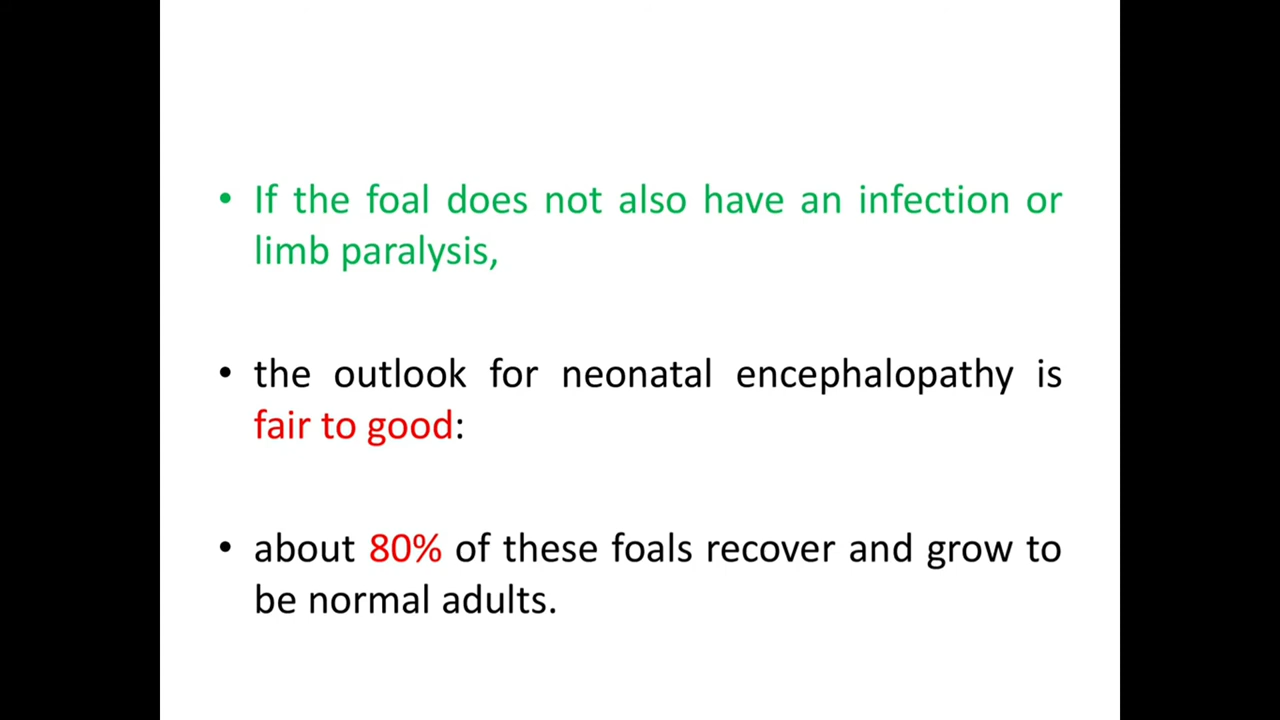 • If the foal does not also have an infection or
limb paralysis,
• the outlook for neonatal encephalopathy is
fair to good:
• about 80% of these foals recover and grow to
be normal adults.